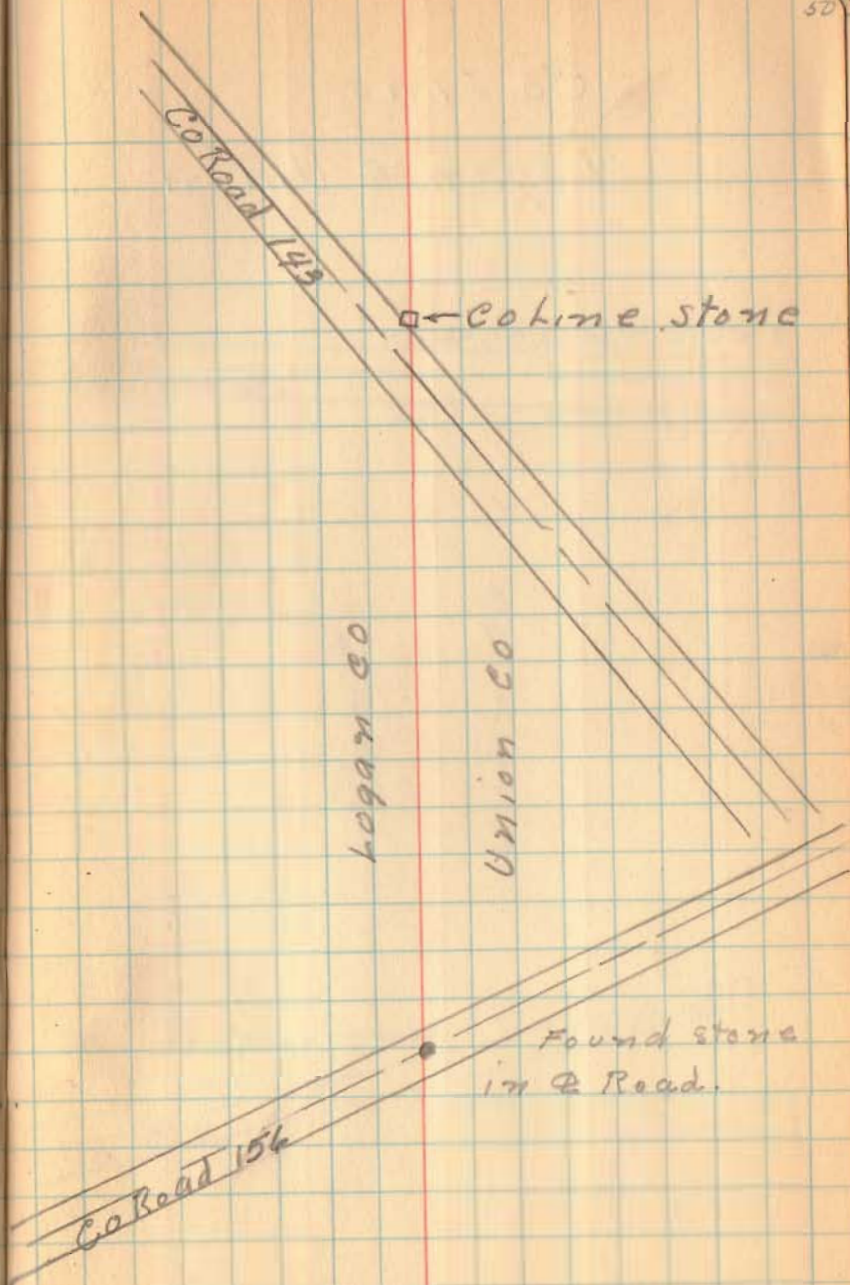 50
Co Road 143
Co Line stone
Logan Co
Union Co
Found stone
in ℄ Road.
Co Road 156